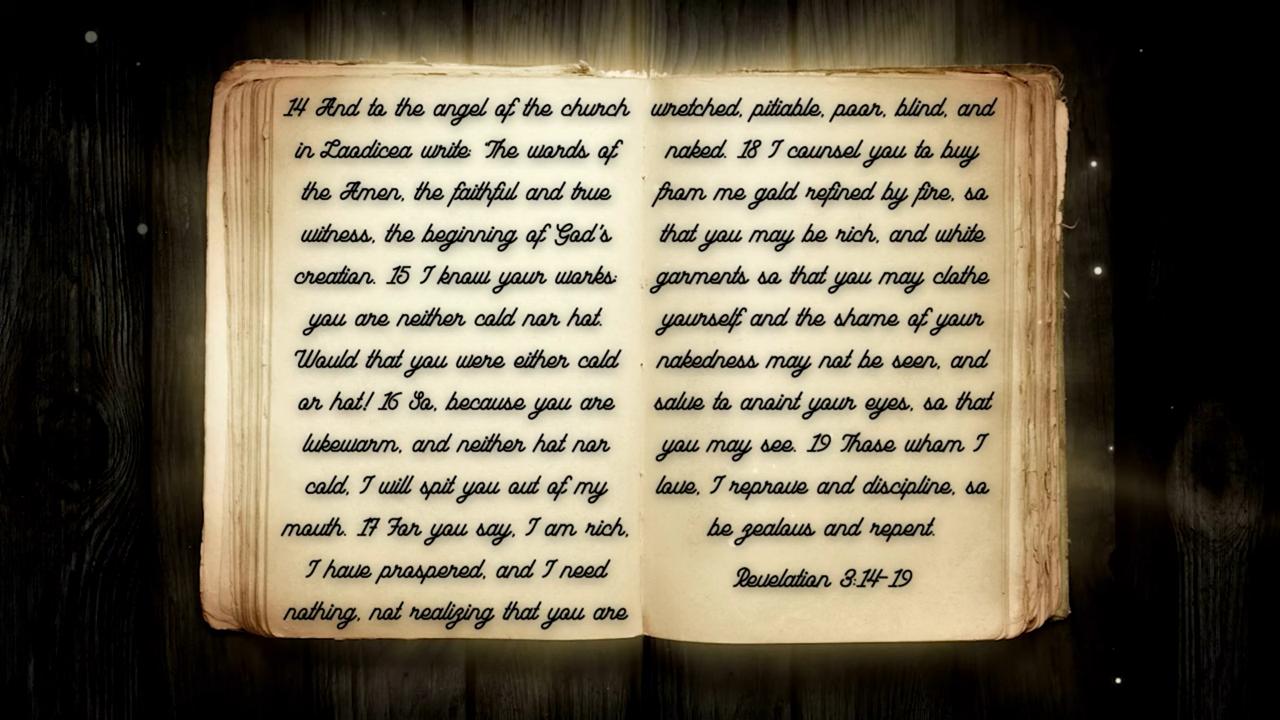 14 And to the angel of the church
in Laodicea write: 'The words of
the Amen, the faithful and true
witness, the beginning of God's
creation. 15 I know your works:
you are neither cold nor hot.
Would that you were either cold
or hot! 16 So, because you are
lukewarm, and neither hot nor
cold, I will spit you out of my
mouth. 17 For you say, I am rich,
I have prospered, and I need
nothing, not realizing that you are
wretched, pitiable, poor, blind, and
naked. 18 I counsel you to buy
from me gold refined by fire, so
that you may be rich, and white
garments so that you may clothe
yourself and the shame of your
nakedness may not be seen, and
salve to anoint your eyes, so that
you may see. 19 Those whom I
love, I reprove and discipline, so
be zealous and repent.
Revelation 3:14-19